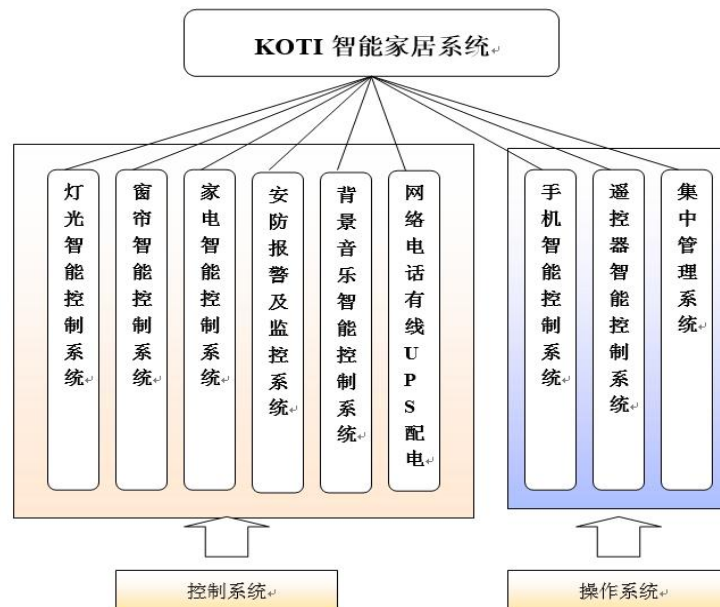 KOTI 智能家居系统
灯光智能控制系统
窗帘智能控制系统
家电智能控制系统
安防报警及监控系统
背景音乐智能控制系统
网络电话有线UPS配电
手机智能控制系统
遥控器智能控制系统
集中管理系统
控制系统
操作系统